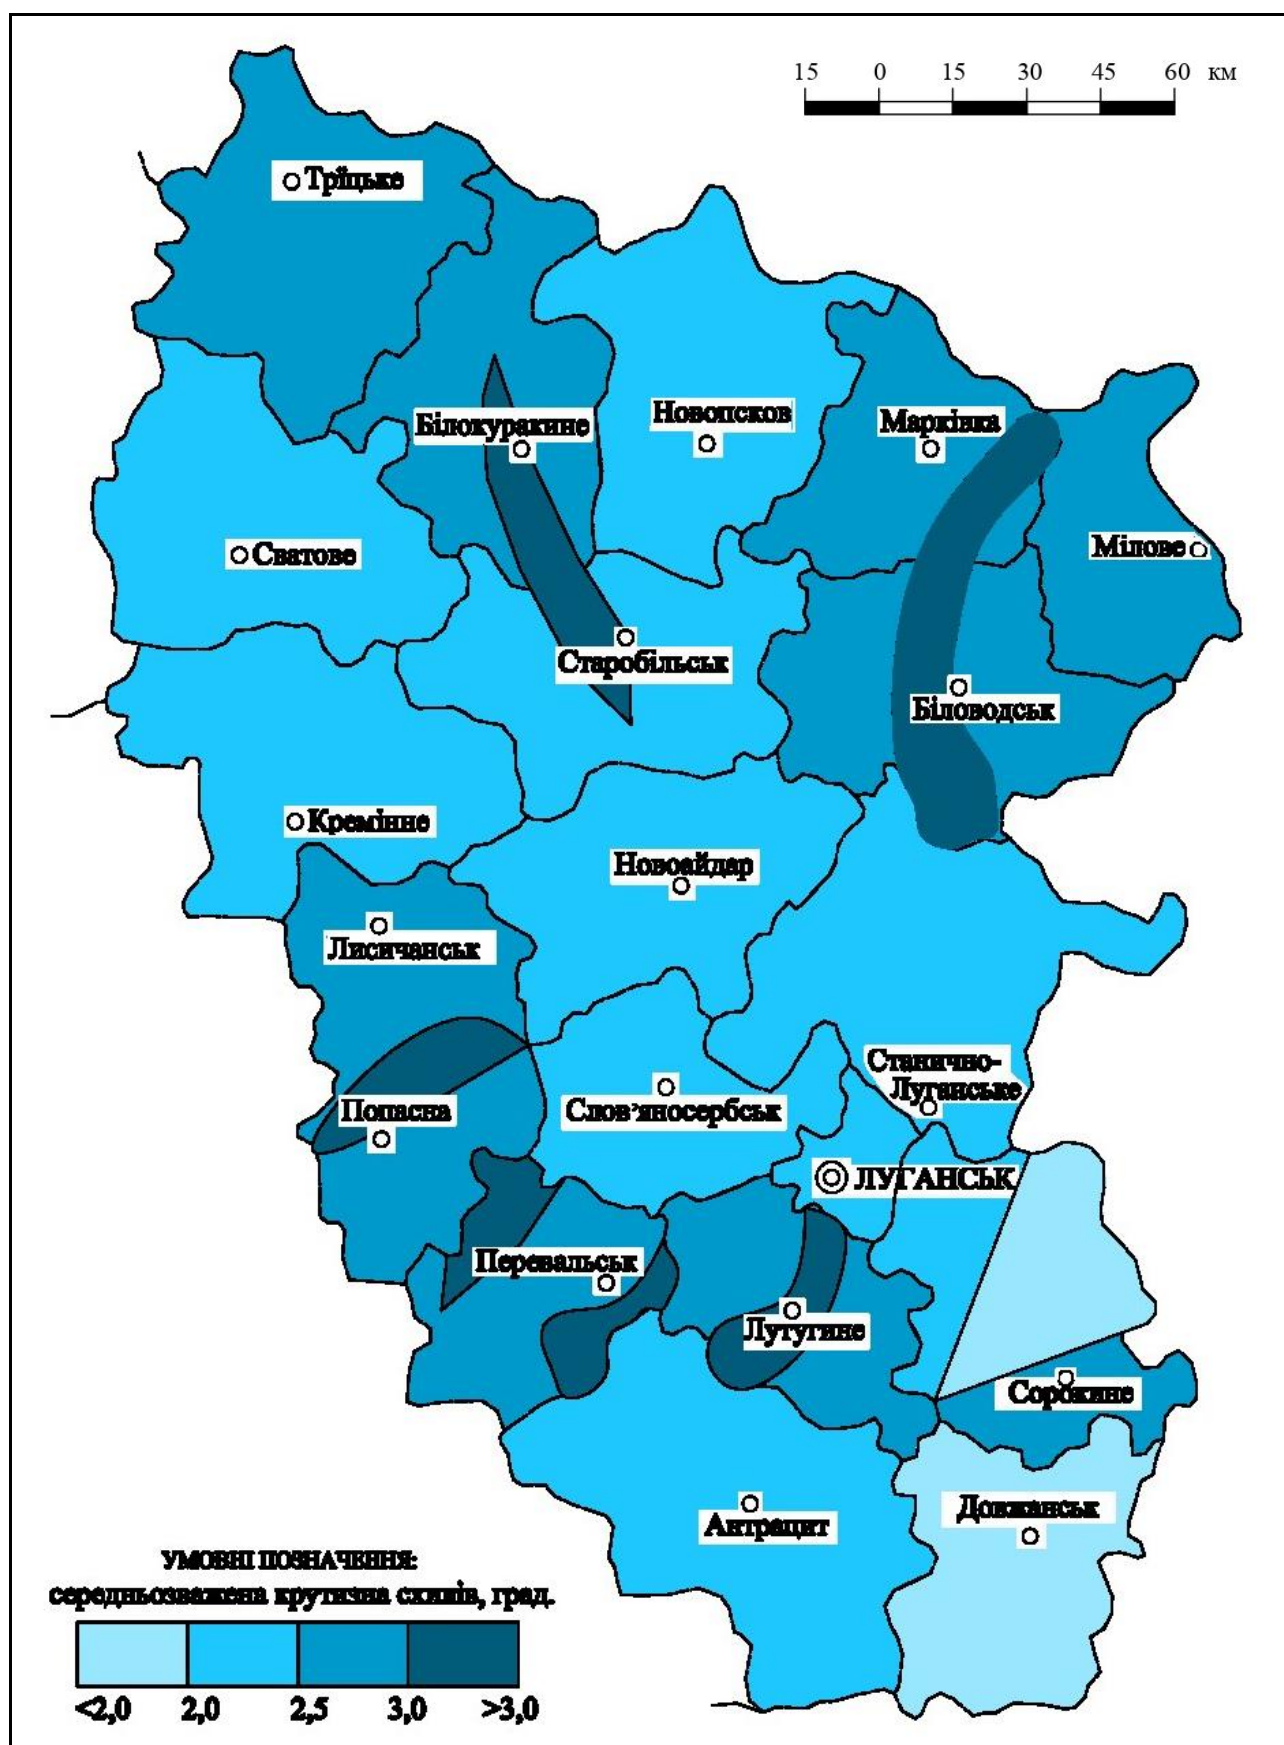 15 0 15 30 45 60 км
Трїцьке
Білокуракине
Новопсков
Марківка
Мілове
Сватове
Старобільськ
Біловодськ
Кремінне
Новоайдар
Лисичанськ
Станично-
Луганське
Попасна
Слов’яносербськ
ЛУГАНСЬК
Перевальськ
Лутугине
Сорокине
Довжанськ
Антрацит
УМОВНІ ПОЗНАЧЕННЯ:
середньозважена крутизна схилів, град.
<2,0 2,0 2,5 3,0 >3,0